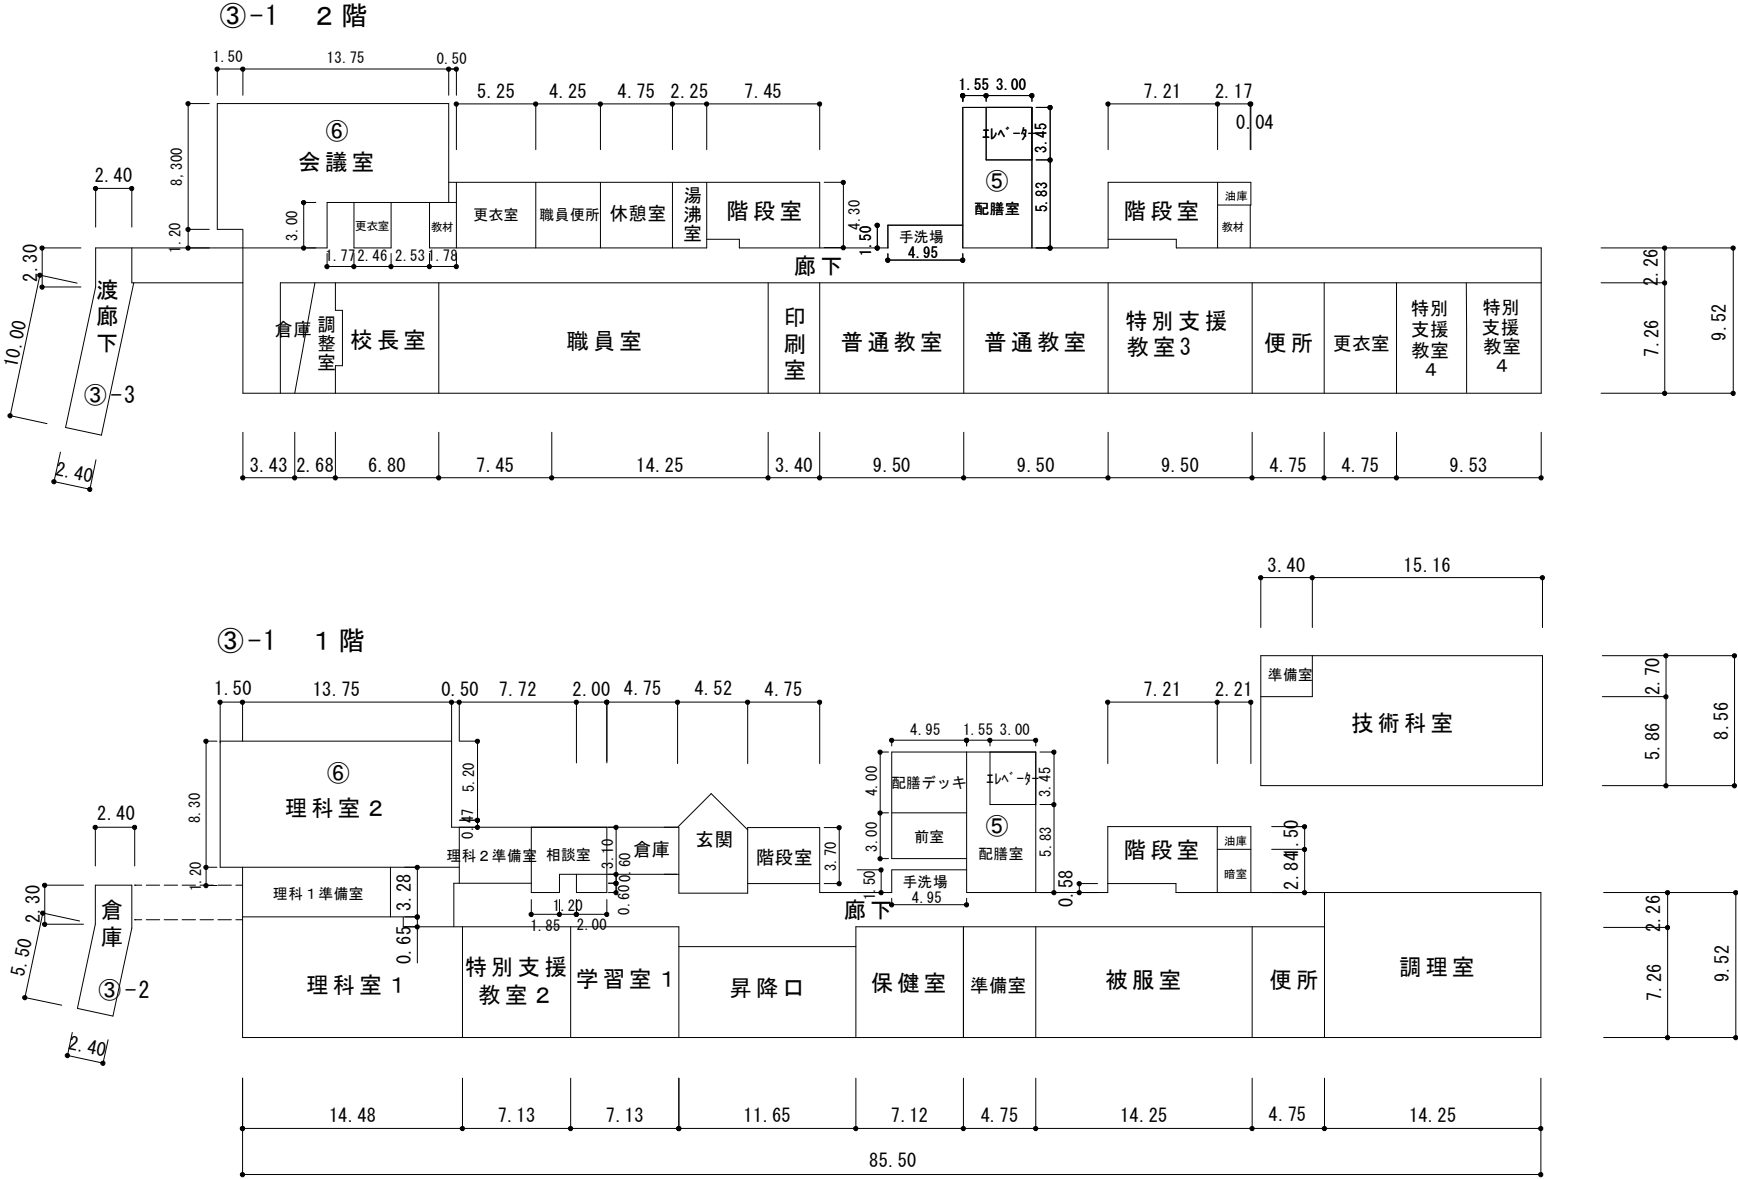 ③-1　2階
1.50　13.75　0.50
5.25　4.25　4.75　2.25　7.45
1.55　3.00
7.21　2.17
0.04
⑥
会議室
8,300
1.20
2.40
3.00
更衣室
教材
更衣室
職員便所
休憩室
湯沸室
階段室
4.30
1.50
手洗場
4.95
エレベーター
3.45
⑤
5.83
配膳室
階段室
油庫
教材
1.77　2.46　2.53　1.78
廊下
2.30
渡廊下
10.00
③-3
2.40
倉庫
調整室
校長室
職員室
印刷室
普通教室
普通教室
特別支援
教室3
便所
更衣室
特別
支援
教室
4
特別
支援
教室
4
2.26
7.26
9.52
3.43　2.68　6.80　7.45　14.25　3.40　9.50　9.50　9.50　4.75　4.75　9.53
3.40　15.16
準備室
技術科室
2.70
5.86
8.56
③-1　1階
1.50　13.75　0.50　7.72　2.00　4.75　4.52　4.75
7.21　2.21
4.95　1.55　3.00
⑥
理科室2
8.30
1.20
5.20
0.47
2.40
理科2準備室
相談室
3.10
0.60
0.60
倉庫
玄関
階段室
3.70
4.00
配膳デッキ
3.00
前室
1.50
手洗場
4.95
エレベーター
3.45
⑤
5.83
配膳室
0.58
階段室
油庫
暗室
1.50
2.84
理科1準備室
3.28
0.65
1.20
1.85　2.00
廊下
2.30
倉庫
5.50
③-2
2.40
理科室1
特別支援
教室2
学習室1
昇降口
保健室
準備室
被服室
便所
調理室
2.26
7.26
9.52
14.48　7.13　7.13　11.65　7.12　4.75　14.25　4.75　14.25
85.50